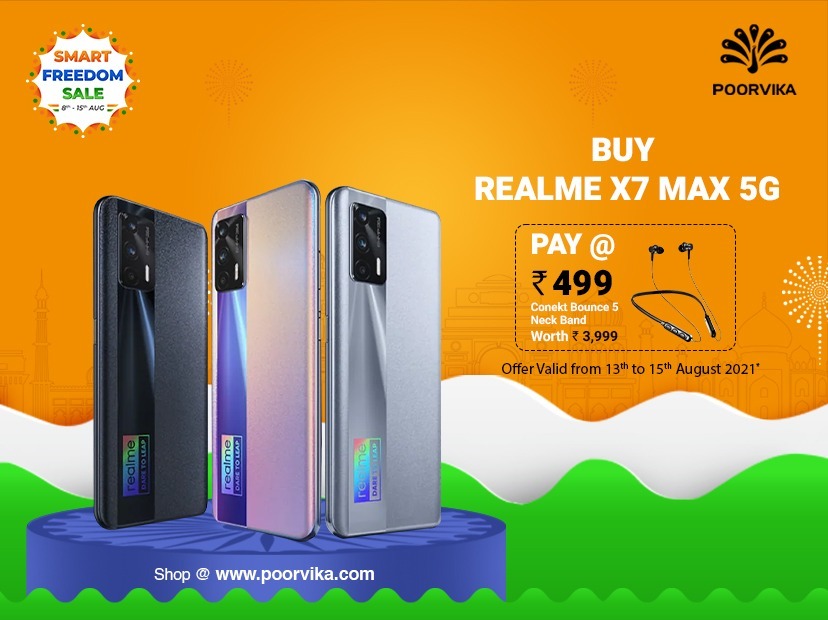 SMART
FREEDOM
SALE
8th - 15th AUG
POORVIKA
BUY
REALME X7 MAX 5G
PAY @
₹ 499
Conekt Bounce 5
Neck Band
Worth ₹ 3,999
Offer Valid from 13th to 15th August 2021*
realme
DARE TO LEAP
realme
DARE TO LEAP
realme
DARE TO LEAP
Shop @ www.poorvika.com